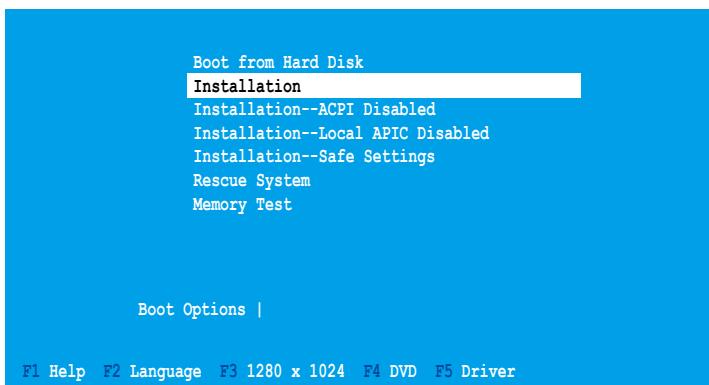 Boot from Hard Disk
Installation
Installation--ACPI Disabled
Installation--Local APIC Disabled
Installation--Safe Settings
Rescue System
Memory Test
Boot Options |
F1 Help F2 Language F3 1280 x 1024 F4 DVD F5 Driver